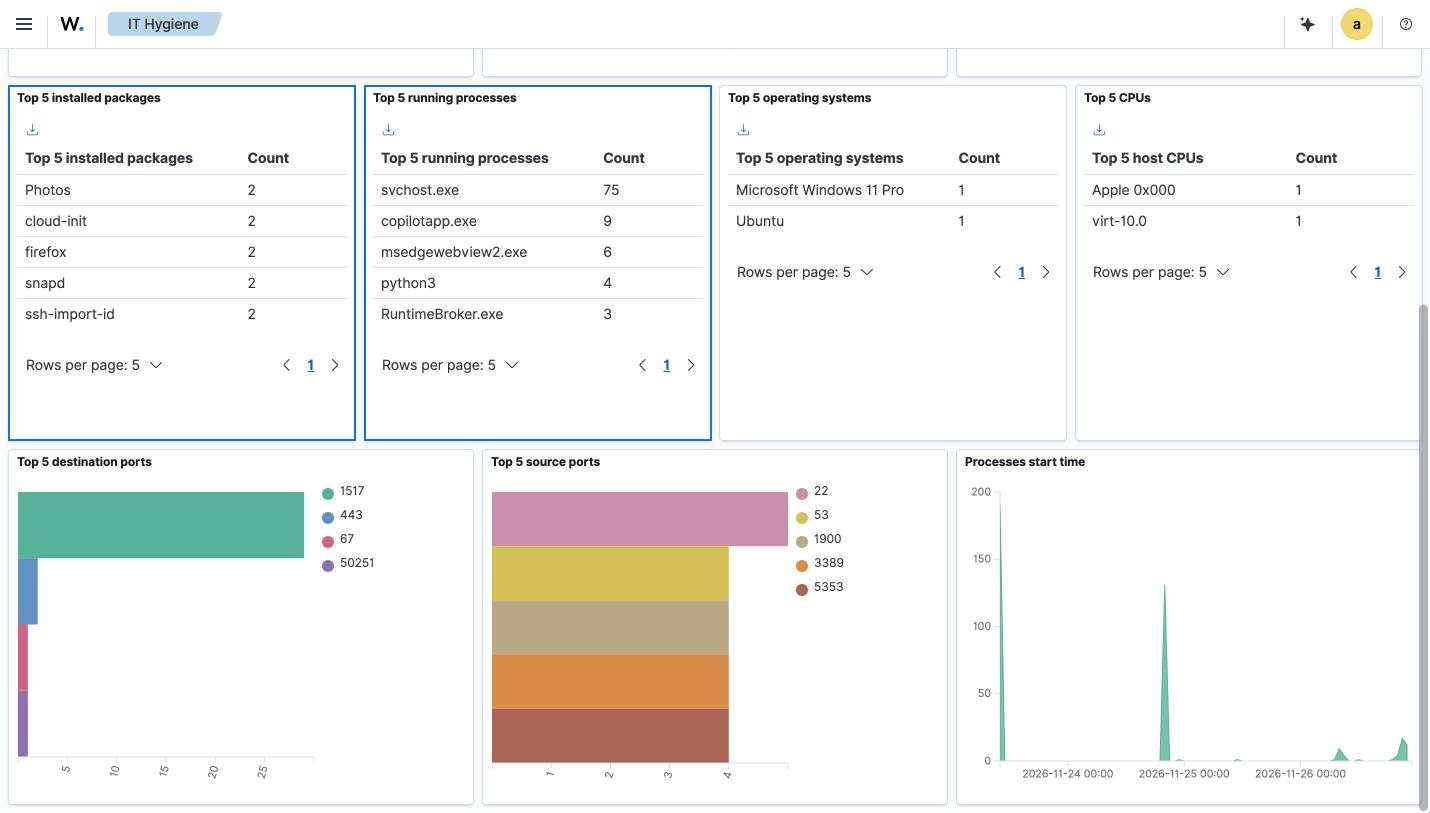 W.
IT Hygiene
a
Top 5 installed packages
Top 5 installed packages Count
Photos 2
cloud-init 2
firefox 2
snapd 2
ssh-import-id 2
Rows per page: 5
1
Top 5 running processes
Top 5 running processes Count
svchost.exe 75
copilotapp.exe 9
msedgewebview2.exe 6
python3 4
RuntimeBroker.exe 3
Rows per page: 5
1
Top 5 operating systems
Top 5 operating systems Count
Microsoft Windows 11 Pro 1
Ubuntu 1
Rows per page: 5
1
Top 5 CPUs
Top 5 host CPUs Count
Apple 0x000 1
virt-10.0 1
Rows per page: 5
1
Top 5 destination ports
1517
443
67
50251
5 10 15 20 25
Top 5 source ports
22
53
1900
3389
5353
1 2 3 4
Processes start time
200
150
100
50
0
2026-11-24 00:00 2026-11-25 00:00 2026-11-26 00:00